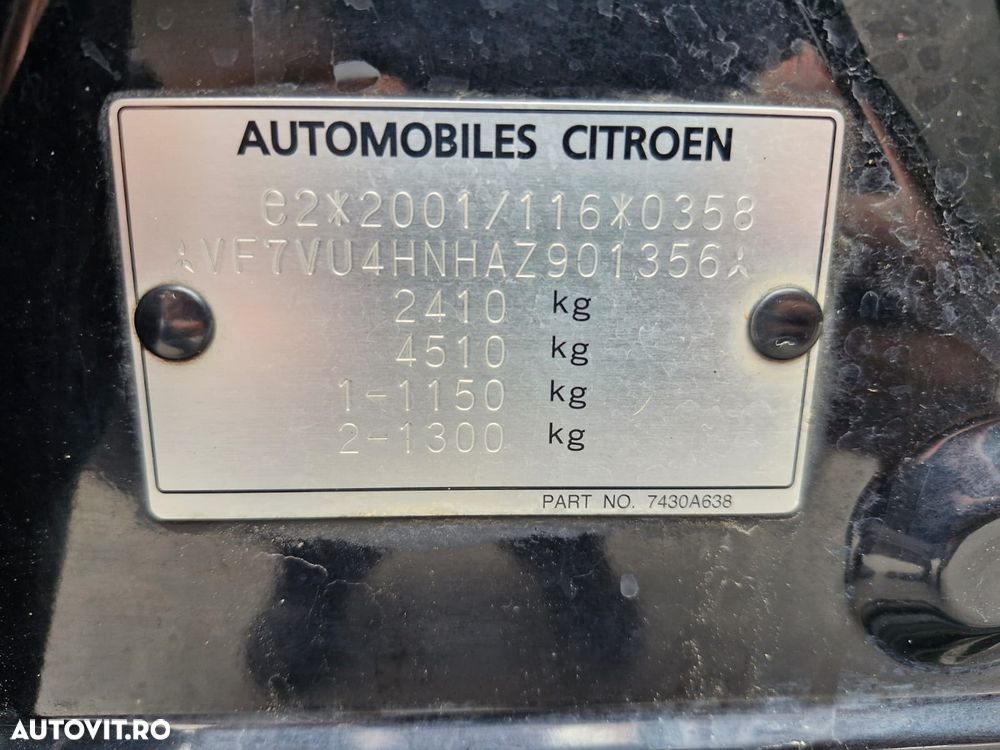 AUTOMOBILES CITROEN
e2*2001/116*0358
*VF7VU4HNHAZ901356*
2410 kg
4510 kg
1-1150 kg
2-1300 kg
PART NO. 7430A638
AUTOVIT.RO